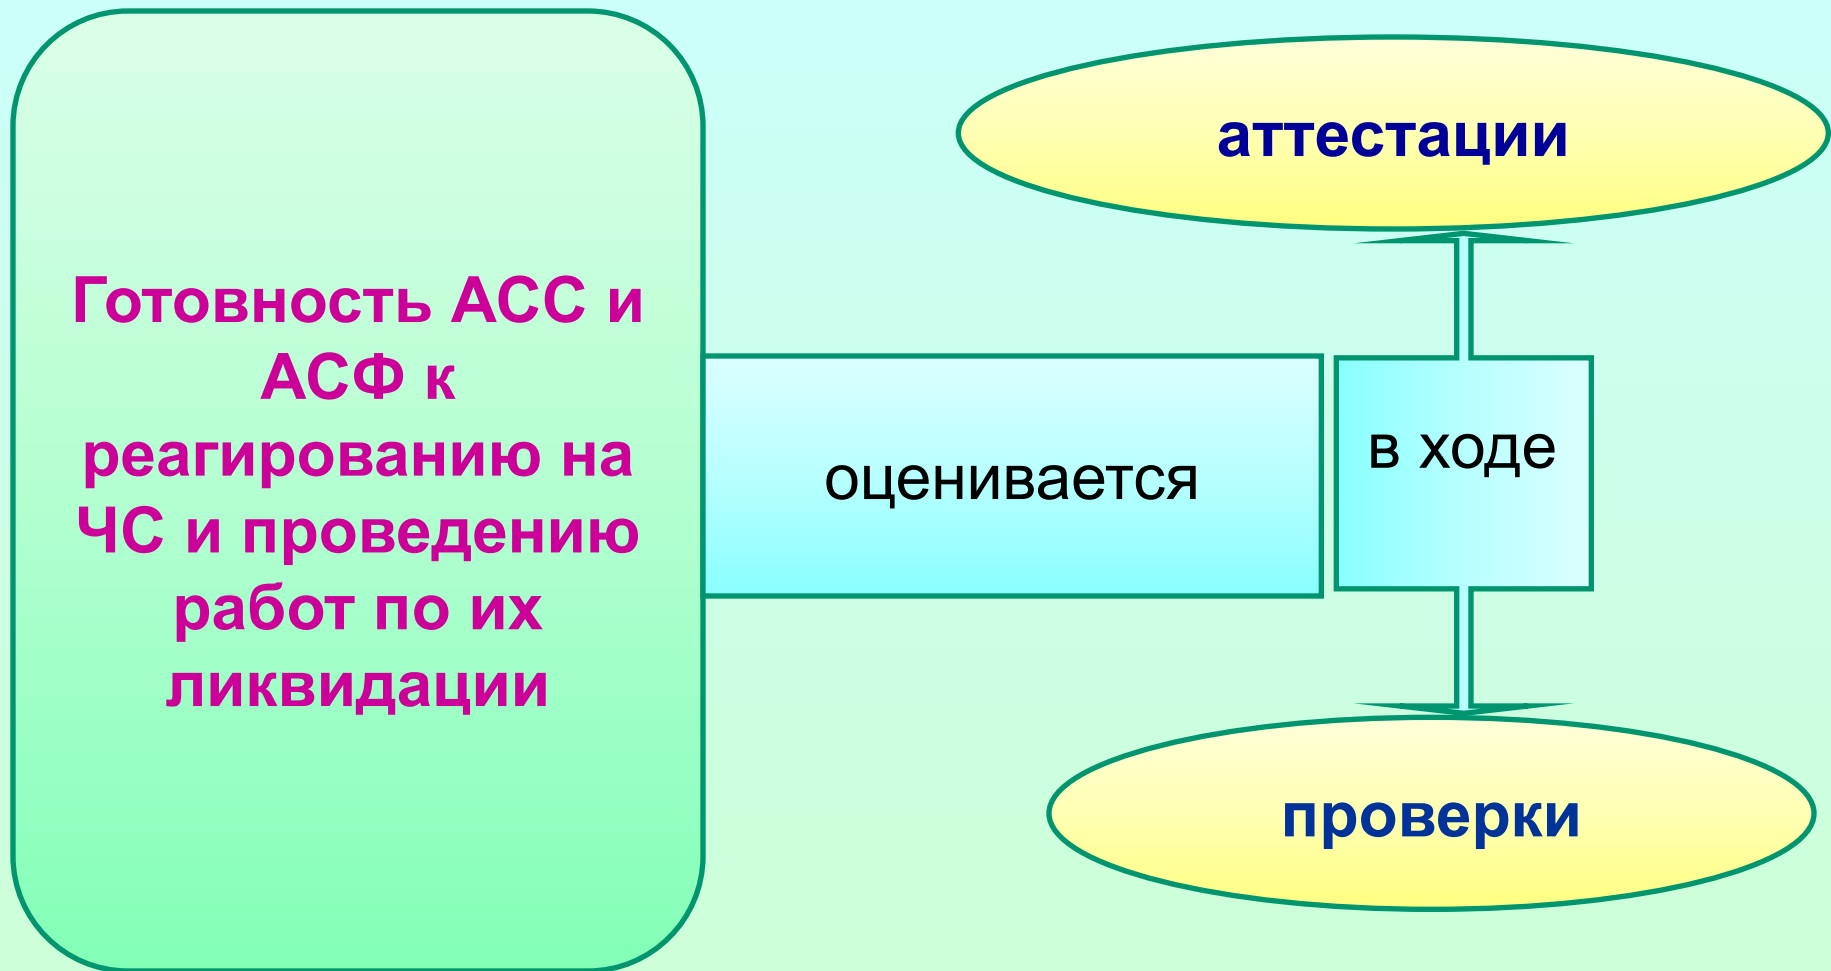 Готовность АСС и
АСФ к
реагированию на
ЧС и проведению
работ по их
ликвидации
оценивается
в ходе
аттестации
проверки